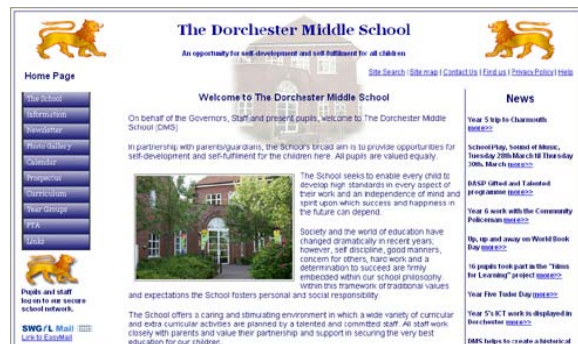 The Dorchester Middle School
An opportunity for self-development and self-fulfilment for all children
Site Search | Site map | Contact Us | Find us | Privacy Policy | Help
Home Page
The School
Information
Newsletter
Photo Gallery
Calendar
Prospectus
Curriculum
Year Groups
PTA
Links
Pupils and staff
log on to our secure
school network.
SWG/L Mail
Link to EasyMail
Welcome to The Dorchester Middle School
On behalf of the Governors, Staff and present pupils, welcome to The Dorchester Middle
School (DMS)
In partnership with parents/guardians, the School's broad aim is to provide opportunities for
self-development and self-fulfilment for the children here. All pupils are valued equally.
The School seeks to enable every child to
develop high standards in every aspect of
their work and an independence of mind and
spirit upon which success and happiness in
the future can depend.
Society and the world of education have
changed dramatically in recent years,
however, self discipline, good manners,
concern for others, hard work and a
determination to succeed are firmly
embedded within our school philosophy.
Within this framework of traditional values
and expectations the School fosters personal and social responsibility.
The School offers a caring and stimulating environment in which a wide variety of curricular
and extra curricular activities are planned by a talented and committed staff. All staff work
closely with parents and value their partnership and support in securing the very best
education for our children.
News
Year 5 trip to Charmouth
more>>
School Play, Sound of Music,
Tuesday 28th March til Thursday
30th. March more>>
DASP Gifted and Talented
programme more>>
Year 6 work with the Community
Policeman more>>
Up, up and away on World Book
Day more>>
16 pupils took part in the "Films
for Learning" project more>>
Year Five Tudor Day more>>
Year 5's ICT work is displayed in
Dorchester more>>
DMS helps to create a historical